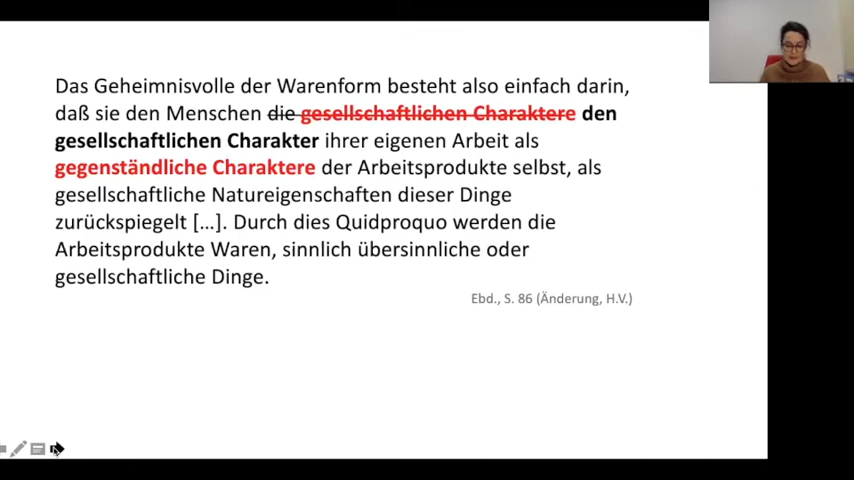 Das Geheimnisvolle der Warenform besteht also einfach darin,
daß sie den Menschen die gesellschaftlichen Charaktere den
gesellschaftlichen Charakter ihrer eigenen Arbeit als
gegenständliche Charaktere der Arbeitsprodukte selbst, als
gesellschaftliche Natureigenschaften dieser Dinge
zurückspiegelt [...]. Durch dies Quidproquo werden die
Arbeitsprodukte Waren, sinnlich übersinnliche oder
gesellschaftliche Dinge.
Ebd., S. 86 (Änderung, H.V.)